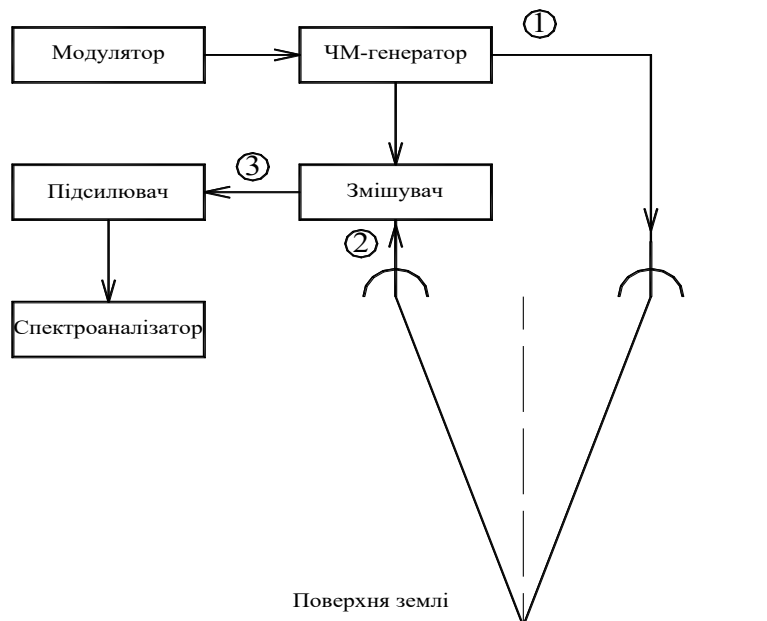 1
Модулятор
ЧМ-генератор
3
Підсилювач
Змішувач
2
Спектроаналізатор
Поверхня землі